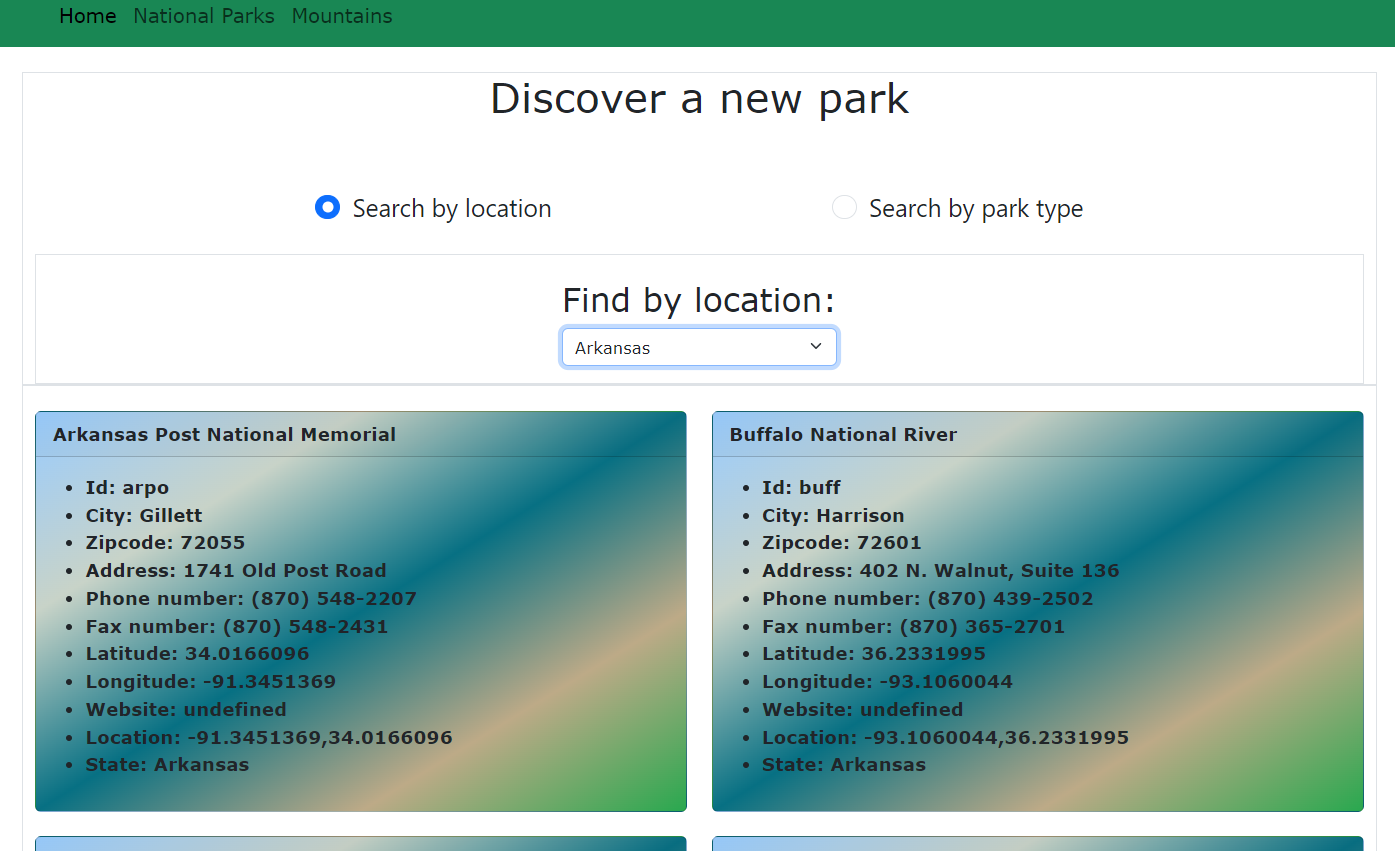 Home National Parks Mountains
Discover a new park
Search by location Search by park type
Find by location:
Arkansas
Arkansas Post National Memorial
Id: arpo
City: Gillett
Zipcode: 72055
Address: 1741 Old Post Road
Phone number: (870) 548-2207
Fax number: (870) 548-2431
Latitude: 34.0166096
Longitude: -91.3451369
Website: undefined
Location: -91.3451369,34.0166096
State: Arkansas
Buffalo National River
Id: buff
City: Harrison
Zipcode: 72601
Address: 402 N. Walnut, Suite 136
Phone number: (870) 439-2502
Fax number: (870) 365-2701
Latitude: 36.2331995
Longitude: -93.1060044
Website: undefined
Location: -93.1060044,36.2331995
State: Arkansas